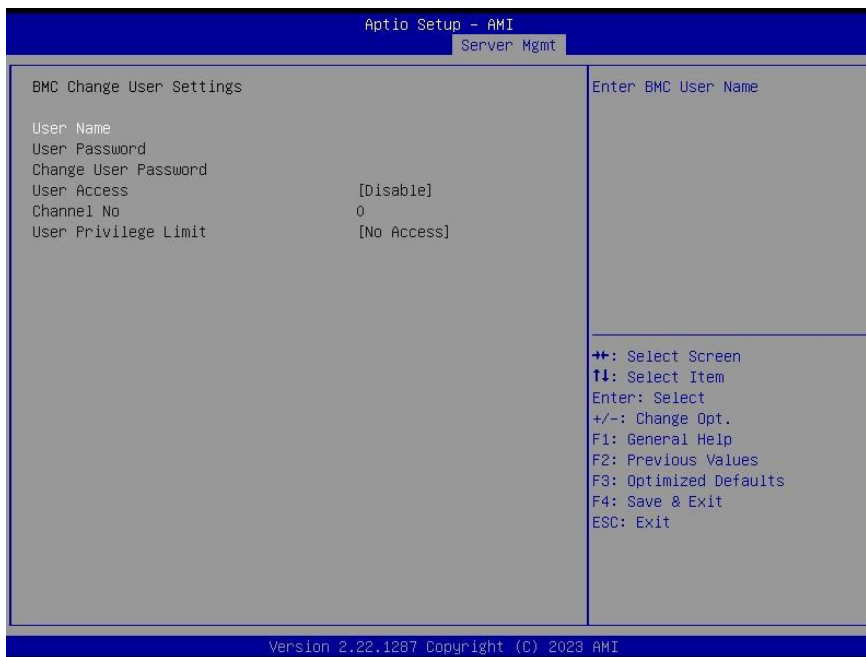 Aptio Setup – AMI
Server Mgmt
BMC Change User Settings
User Name
User Password
Change User Password
User Access [Disable]
Channel No 0
User Privilege Limit [No Access]
Enter BMC User Name
→←: Select Screen
↑↓: Select Item
Enter: Select
+/-: Change Opt.
F1: General Help
F2: Previous Values
F3: Optimized Defaults
F4: Save & Exit
ESC: Exit
Version 2.22.1287 Copyright (C) 2023 AMI